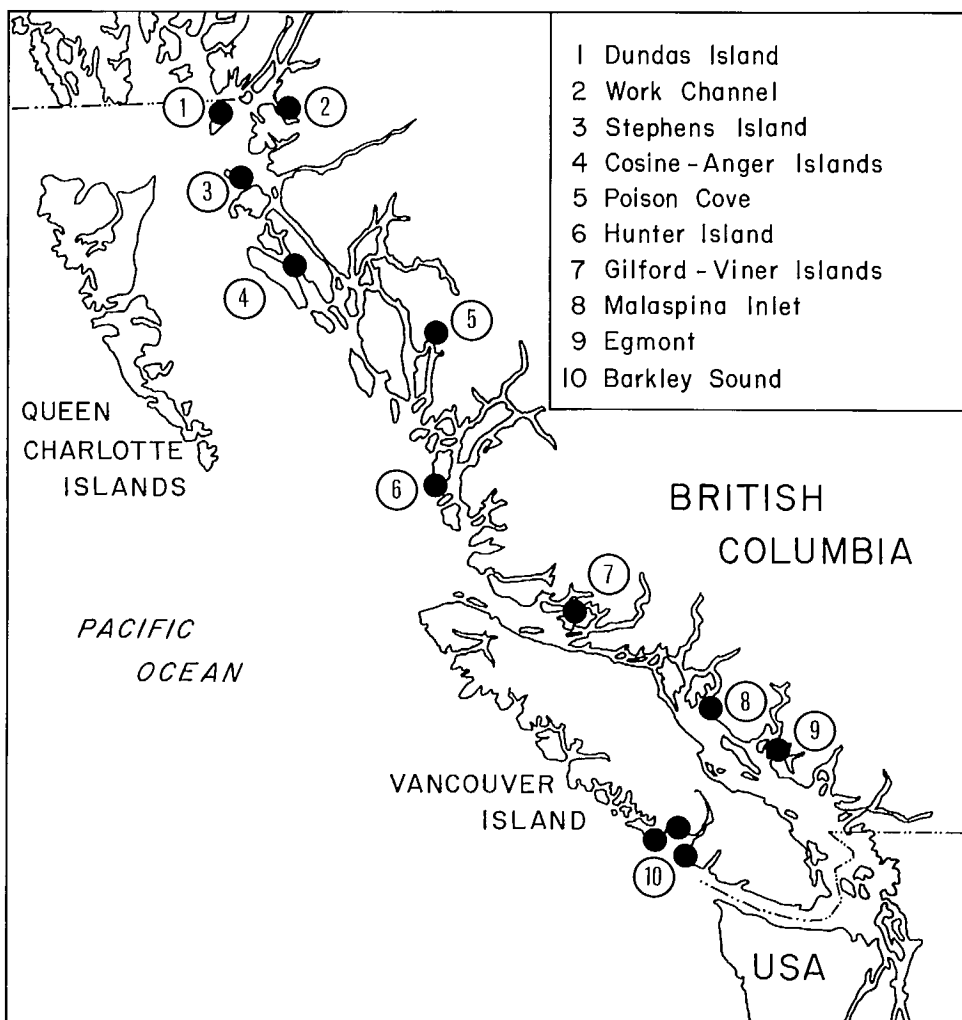 1 Dundas Island
2 Work Channel
3 Stephens Island
4 Cosine-Anger Islands
5 Poison Cove
6 Hunter Island
7 Gilford-Viner Islands
8 Malaspina Inlet
9 Egmont
10 Barkley Sound
1
2
3
4
5
QUEEN
CHARLOTTE
ISLANDS
6
BRITISH
COLUMBIA
7
PACIFIC
OCEAN
8
9
VANCOUVER
ISLAND
10
USA